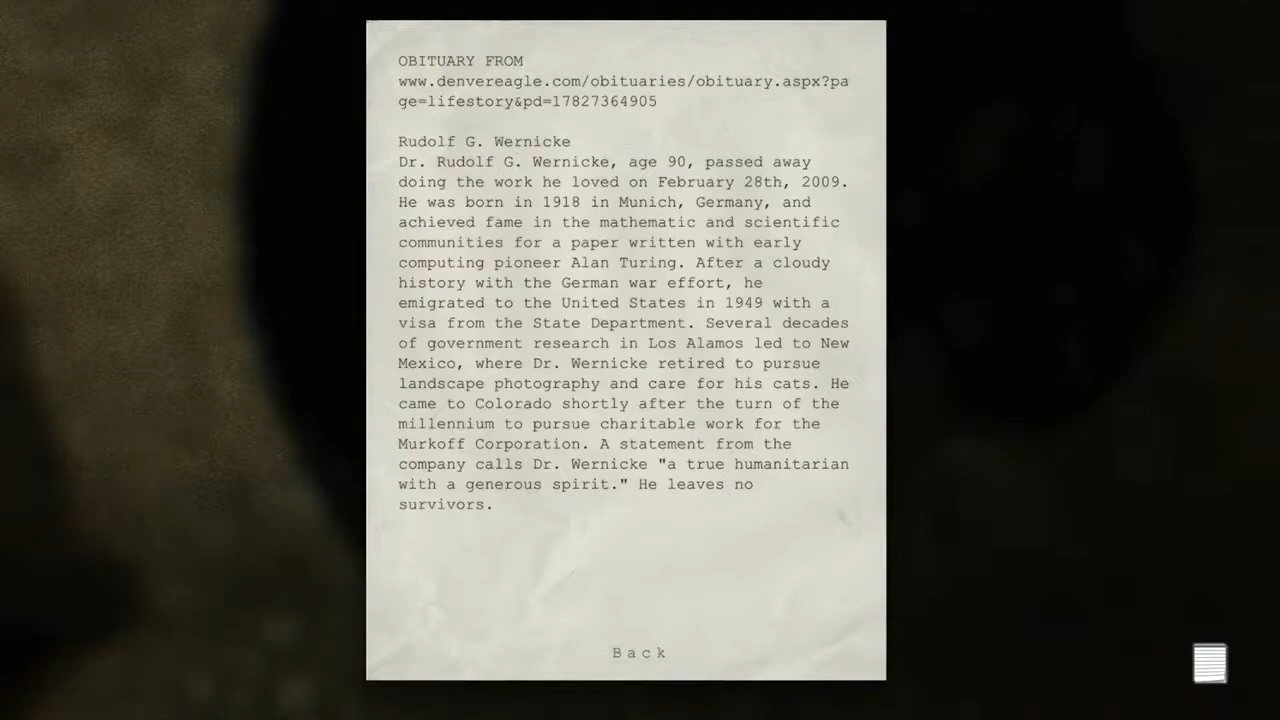 OBITUARY FROM
www.denvereagle.com/obituaries/obituary.aspx?pa
ge=lifestory&pd=17827364905
Rudolf G. Wernicke
Dr. Rudolf G. Wernicke, age 90, passed away
doing the work he loved on February 28th, 2009.
He was born in 1918 in Munich, Germany, and
achieved fame in the mathematic and scientific
communities for a paper written with early
computing pioneer Alan Turing. After a cloudy
history with the German war effort, he
emigrated to the United States in 1949 with a
visa from the State Department. Several decades
of government research in Los Alamos led to New
Mexico, where Dr. Wernicke retired to pursue
landscape photography and care for his cats. He
came to Colorado shortly after the turn of the
millennium to pursue charitable work for the
Murkoff Corporation. A statement from the
company calls Dr. Wernicke "a true humanitarian
with a generous spirit." He leaves no
survivors.
Back